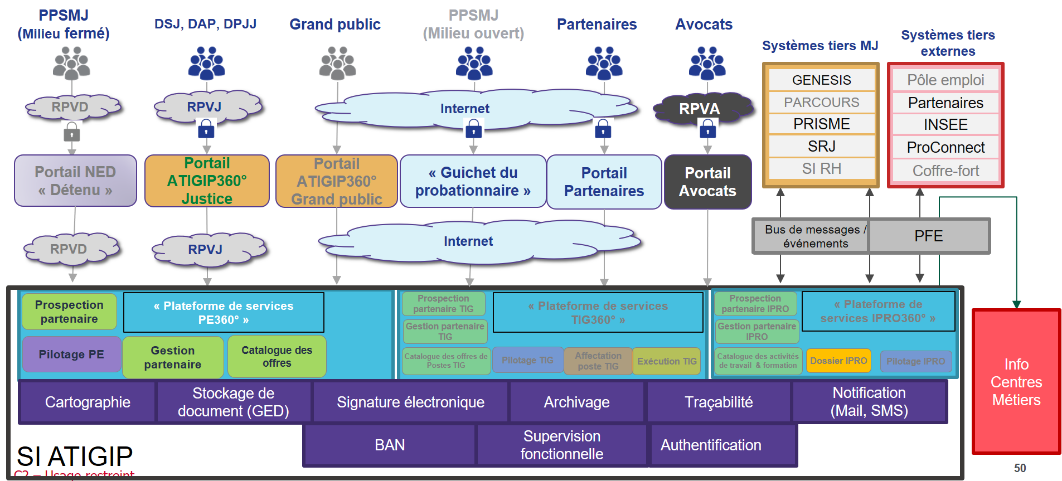 PPSMJ
(Milieu fermé)
DSJ, DAP, DPJJ
Grand public
PPSMJ
(Milieu ouvert)
Partenaires
Avocats
Systèmes tiers MJ
Systèmes tiers
externes
RPVD
RPVJ
Internet
RPVA
GENESIS
PARCOURS
PRISME
SRJ
SI RH
Pôle emploi
Partenaires
INSEE
ProConnect
Coffre-fort
Portail NED
« Détenu »
Portail
ATIGIP360°
Justice
Portail
ATIGIP360°
Grand public
« Guichet du
probationnaire »
Portail
Partenaires
Portail
Avocats
RPVD
RPVJ
Internet
Bus de messages /
événements
PFE
Prospection
partenaire
« Plateforme de services
PE360° »
Pilotage PE
Gestion
partenaire
Catalogue des
offres
Prospection
partenaire TIG
Gestion partenaire
TIG
Catalogue des offres de
Postes TIG
« Plateforme de services
TIG360° »
Pilotage TIG
Affectation
poste TIG
Exécution TIG
Prospection
partenaire IPRO
Gestion partenaire
IPRO
Catalogue des activités
de travail & formation
« Plateforme de
services IPRO360° »
Dossier IPRO
Pilotage IPRO
Info
Centres
Métiers
Cartographie
Stockage de
document (GED)
Signature électronique
Archivage
Traçabilité
Notification
(Mail, SMS)
BAN
Supervision
fonctionnelle
Authentification
SI ATIGIP
C2 – Usage restreint
50